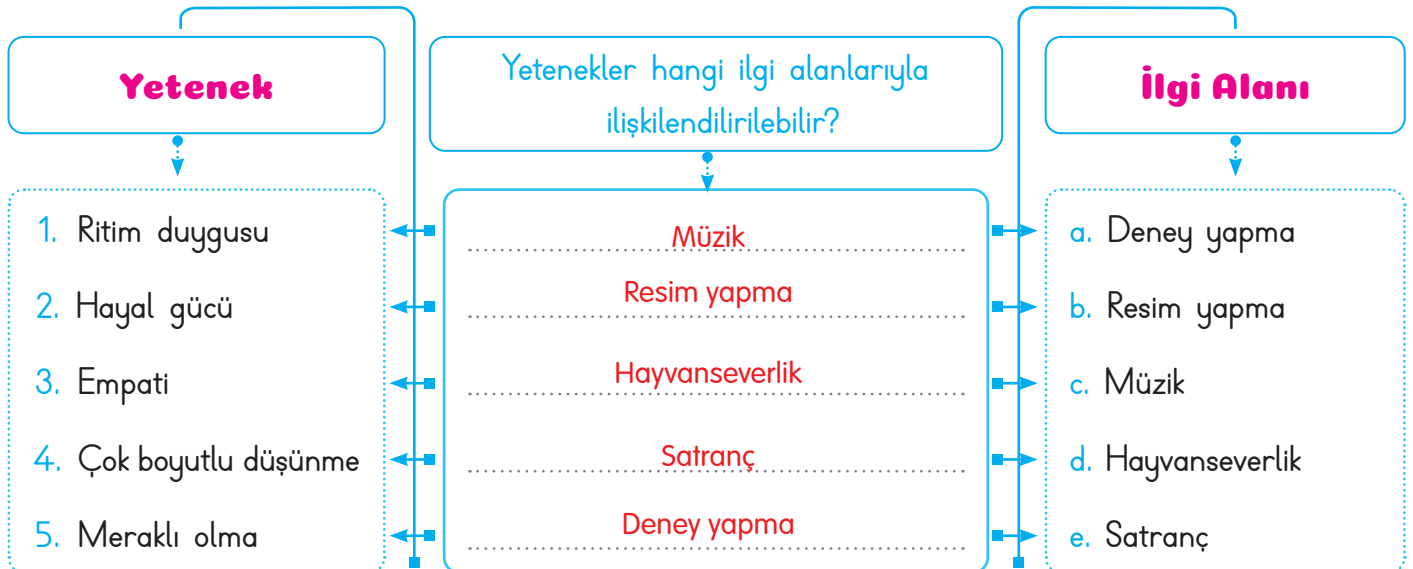 Yetenek
Yetenekler hangi ilgi alanlarıyla
ilişkilendilirilebilir?
İlgi Alanı
1. Ritim duygusu
2. Hayal gücü
3. Empati
4. Çok boyutlu düşünme
5. Meraklı olma
Müzik
Resim yapma
Hayvanseverlik
Satranç
Deney yapma
a. Deney yapma
b. Resim yapma
c. Müzik
d. Hayvanseverlik
e. Satranç